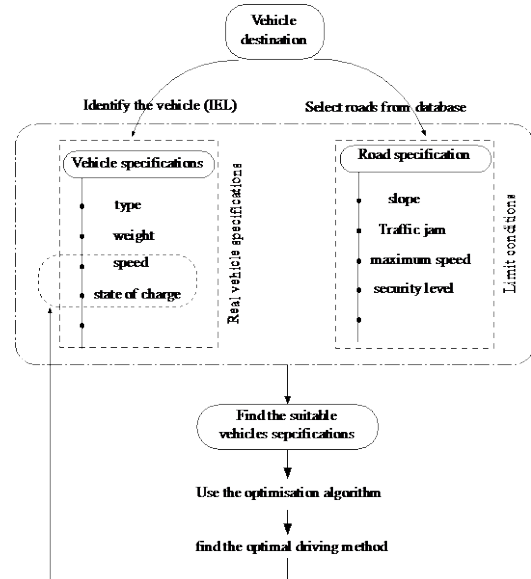 Vehicle
destination
Identify the vehicle (IEL)
Select roads from database
Vehicle specifications
type
weight
speed
state of charge
Real vehicle specifications
Road specification
slope
Traffic jam
maximum speed
security level
Limit conditions
Find the suitable
vehicles sepcifications
Use the optimisation algorithm
find the optimal driving method